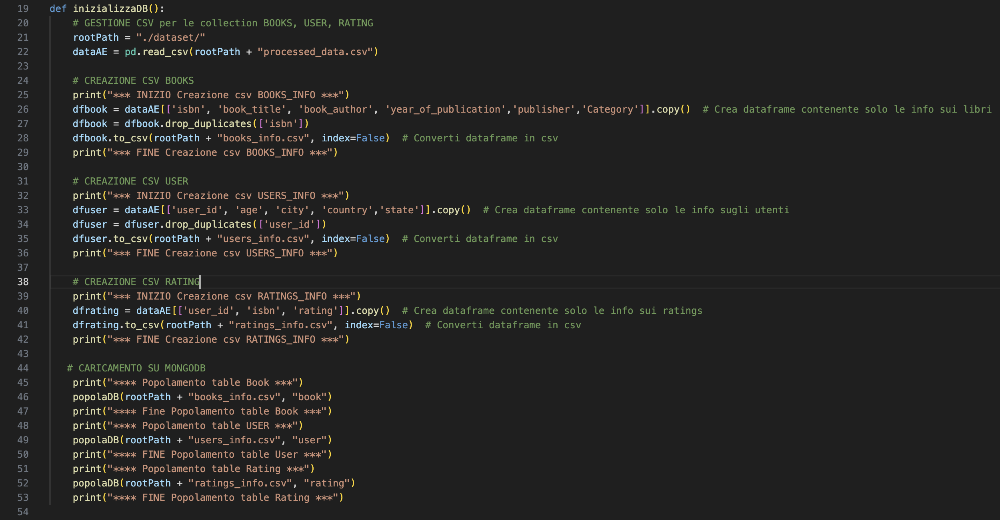 19 def inizializzaDB():
20 # GESTIONE CSV per le collection BOOKS, USER, RATING
21 rootPath = "./dataset/"
22 dataAE = pd.read_csv(rootPath + "processed_data.csv")
23
24 # CREAZIONE CSV BOOKS
25 print("*** INIZIO Creazione csv BOOKS_INFO ***")
26 dfbook = dataAE[['isbn', 'book_title', 'book_author', 'year_of_publication','publisher','Category']].copy()  # Crea dataframe contenente solo le info sui libri
27 dfbook = dfbook.drop_duplicates(['isbn'])
28 dfbook.to_csv(rootPath + "books_info.csv", index=False)  # Converti dataframe in csv
29 print("*** FINE Creazione csv BOOKS_INFO ***")
30
31 # CREAZIONE CSV USER
32 print("*** INIZIO Creazione csv USERS_INFO ***")
33 dfuser = dataAE[['user_id', 'age', 'city', 'country','state']].copy()  # Crea dataframe contenente solo le info sugli utenti
34 dfuser = dfuser.drop_duplicates(['user_id'])
35 dfuser.to_csv(rootPath + "users_info.csv", index=False)  # Converti dataframe in csv
36 print("*** FINE Creazione csv USERS_INFO ***")
37
38 # CREAZIONE CSV RATING
39 print("*** INIZIO Creazione csv RATINGS_INFO ***")
40 dfrating = dataAE[['user_id', 'isbn', 'rating']].copy()  # Crea dataframe contenente solo le info sui ratings
41 dfrating.to_csv(rootPath + "ratings_info.csv", index=False)  # Converti dataframe in csv
42 print("*** FINE Creazione csv RATINGS_INFO ***")
43
44 # CARICAMENTO SU MONGODB
45 print("**** Popolamento table Book ***")
46 popolaDB(rootPath + "books_info.csv", "book")
47 print("**** Fine Popolamento table Book ***")
48 print("**** Popolamento table USER ***")
49 popolaDB(rootPath + "users_info.csv", "user")
50 print("**** FINE Popolamento table User ***")
51 print("**** Popolamento table Rating ***")
52 popolaDB(rootPath + "ratings_info.csv", "rating")
53 print("**** FINE Popolamento table Rating ***")
54